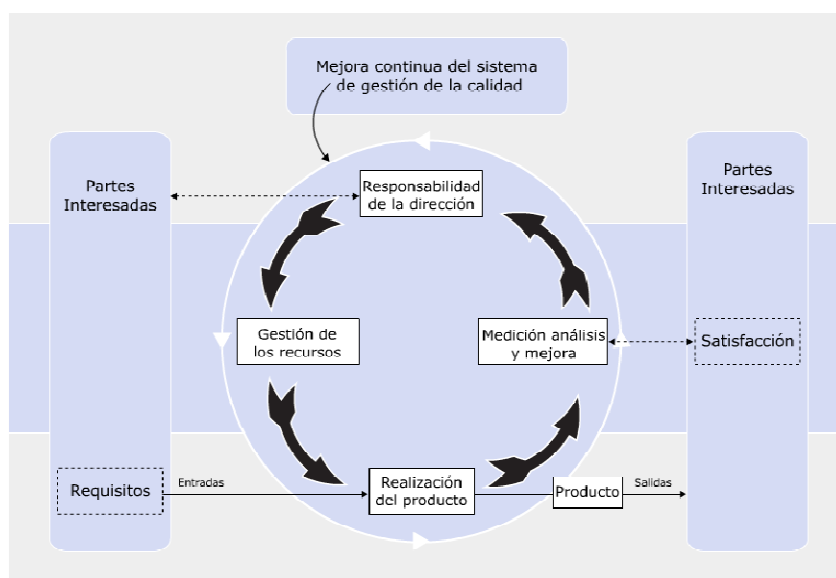 Mejora continua del sistema
de gestión de la calidad
Partes
Interesadas
Responsabilidad
de la dirección
Partes
Interesadas
Gestión de
los recursos
Medición análisis
y mejora
Satisfacción
Requisitos
Entradas
Realización
del producto
Producto
Salidas